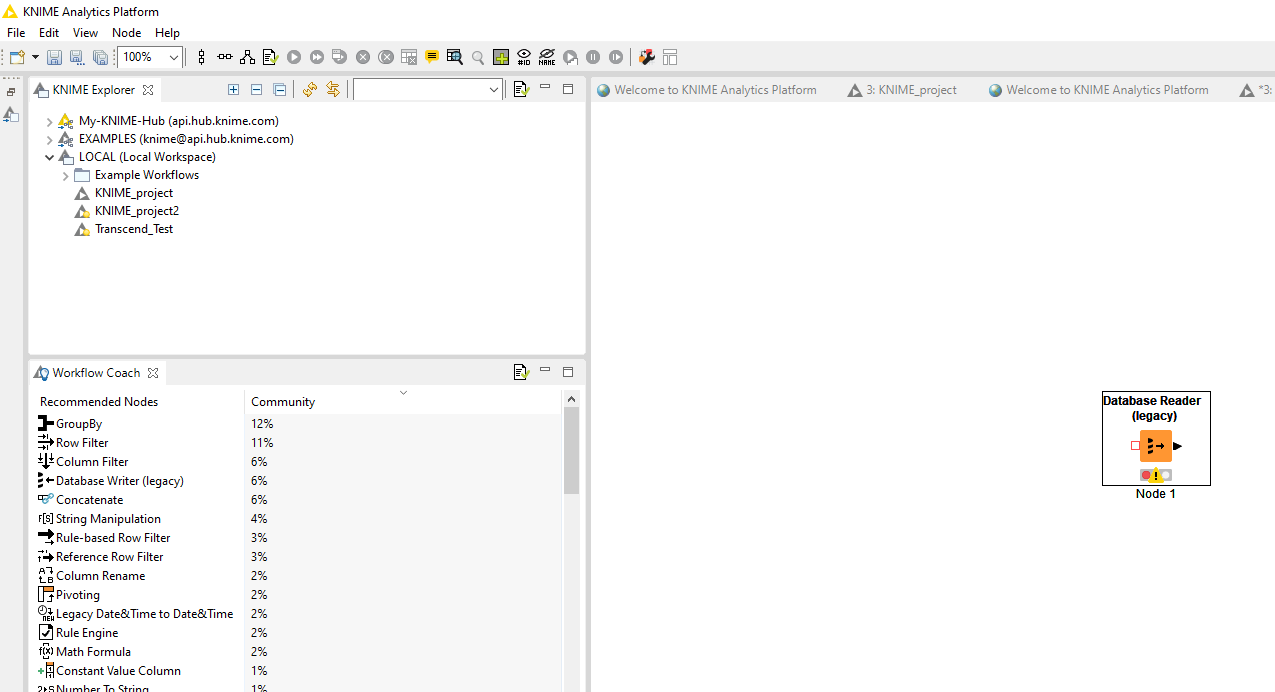 KNIME Analytics Platform
File Edit View Node Help
100%
#ID
NAME
KNIME Explorer
Welcome to KNIME Analytics Platform
3: KNIME_project
Welcome to KNIME Analytics Platform
*3:
My-KNIME-Hub (api.hub.knime.com)
EXAMPLES (knime@api.hub.knime.com)
LOCAL (Local Workspace)
Example Workflows
KNIME_project
KNIME_project2
Transcend_Test
Workflow Coach
Recommended Nodes Community
GroupBy 12%
Row Filter 11%
Column Filter 6%
Database Writer (legacy) 6%
Concatenate 6%
String Manipulation 4%
Rule-based Row Filter 3%
Reference Row Filter 3%
Column Rename 2%
Pivoting 2%
Legacy Date&Time to Date&Time 2%
Rule Engine 2%
Math Formula 2%
Constant Value Column 1%
Number To String 1%
Database Reader
(legacy)
Node 1